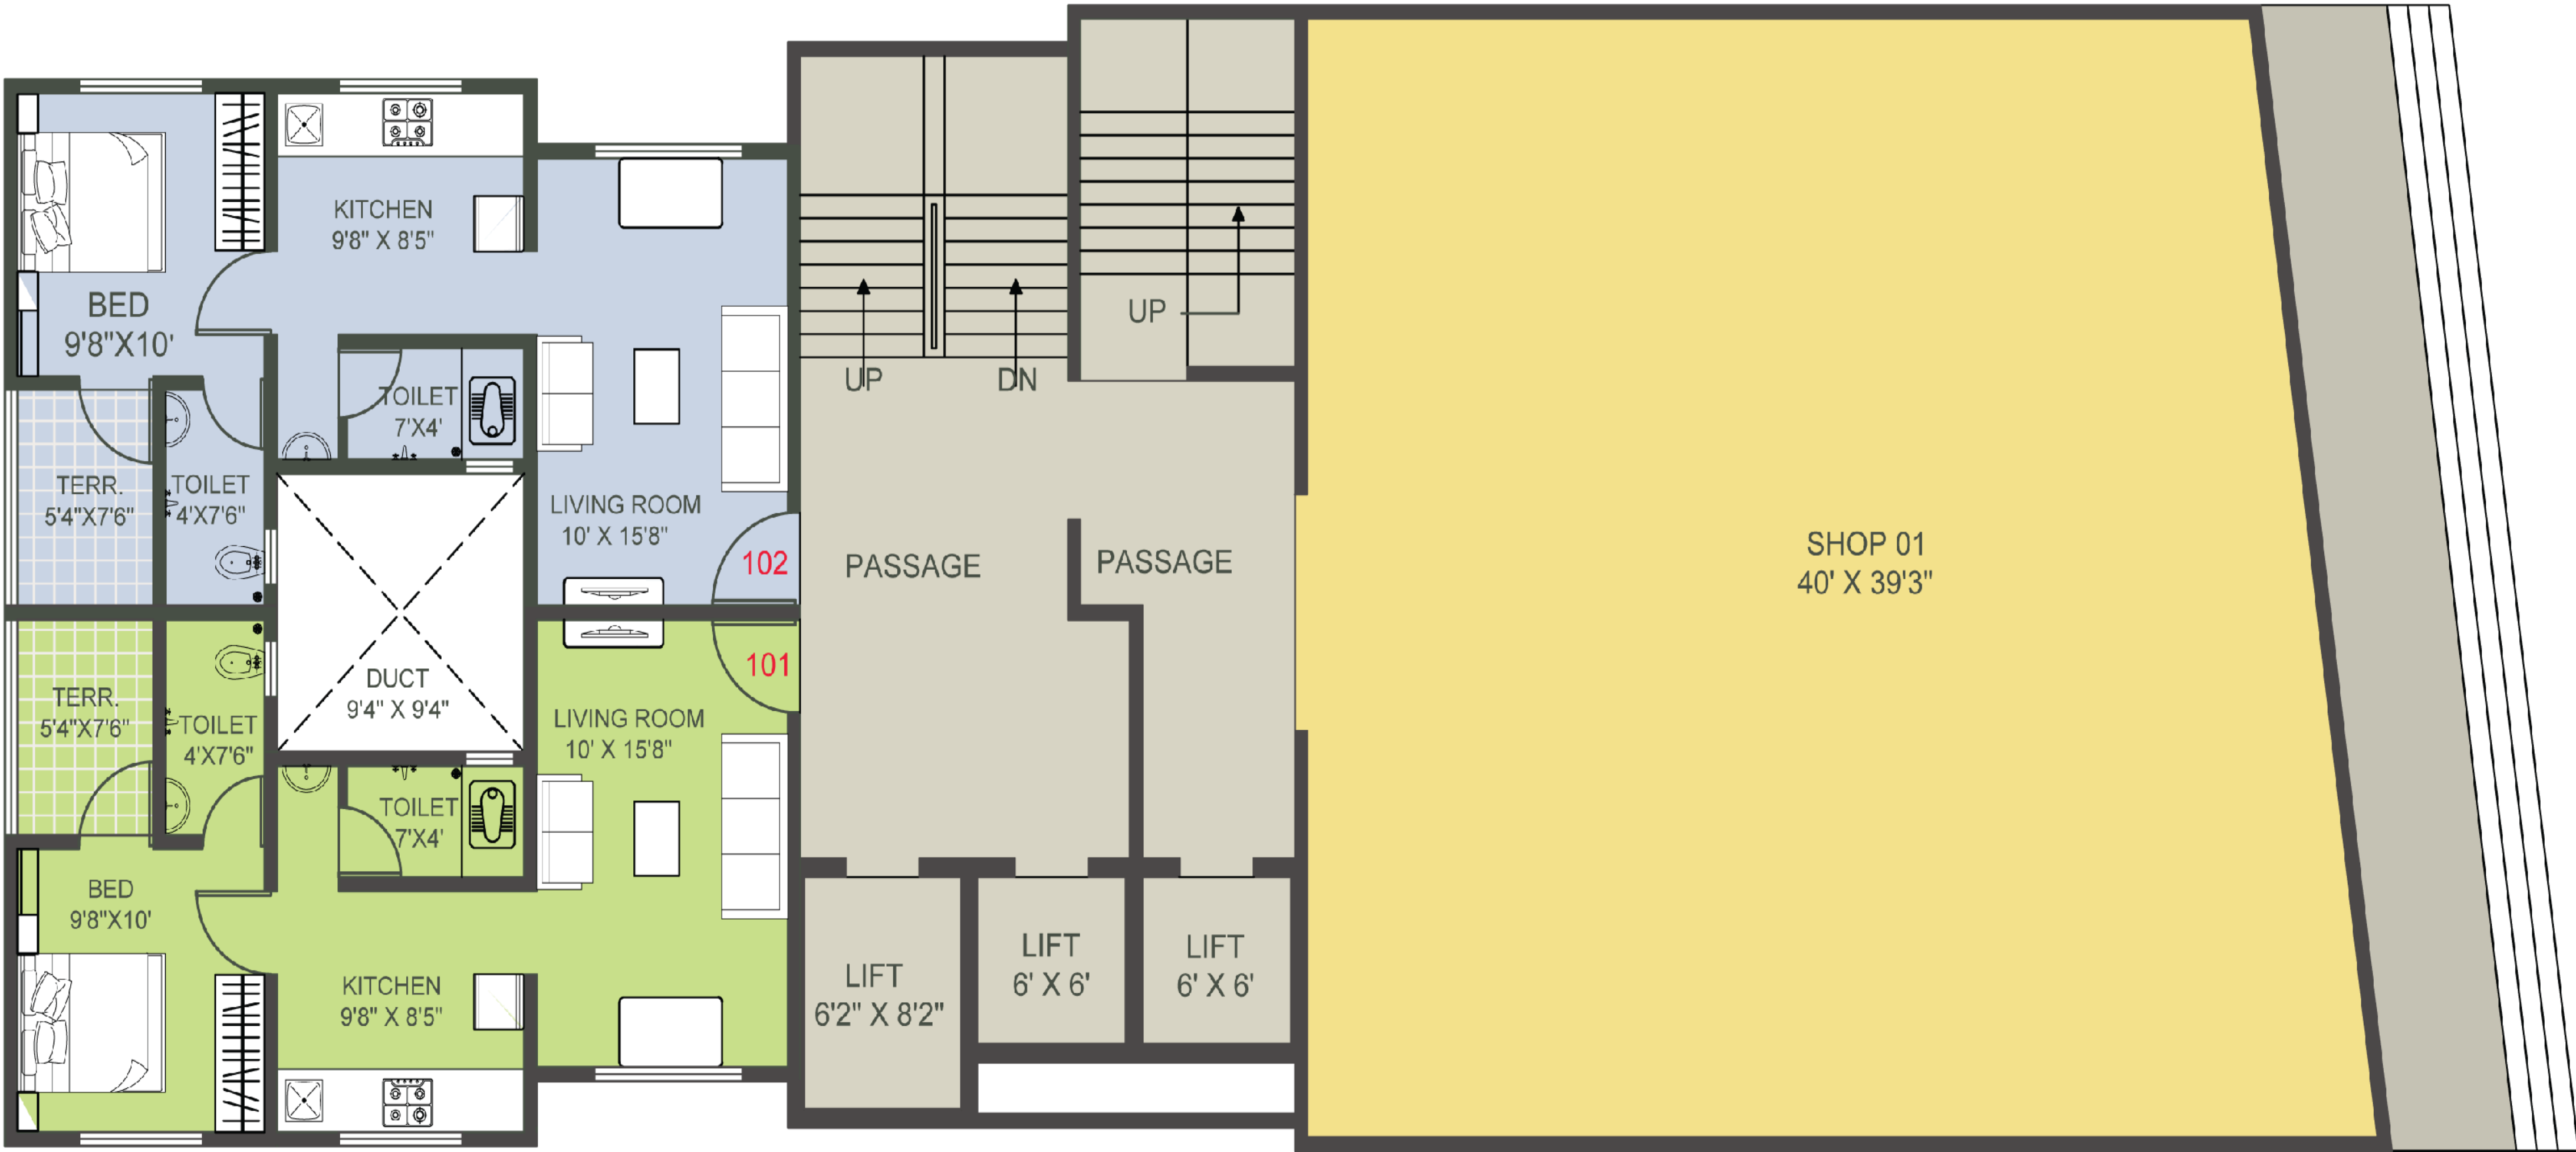 KITCHEN
9'8" X 8'5"
BED
9'8"X10'
TOILET
7'X4'
TERR.
5'4"X7'6"
TOILET
4'X7'6"
LIVING ROOM
10' X 15'8"
102
UP
DN
UP
PASSAGE
PASSAGE
SHOP 01
40' X 39'3"
101
DUCT
9'4" X 9'4"
TERR.
5'4"X7'6"
TOILET
4'X7'6"
LIVING ROOM
10' X 15'8"
TOILET
7'X4'
BED
9'8"X10'
KITCHEN
9'8" X 8'5"
LIFT
6'2" X 8'2"
LIFT
6' X 6'
LIFT
6' X 6'